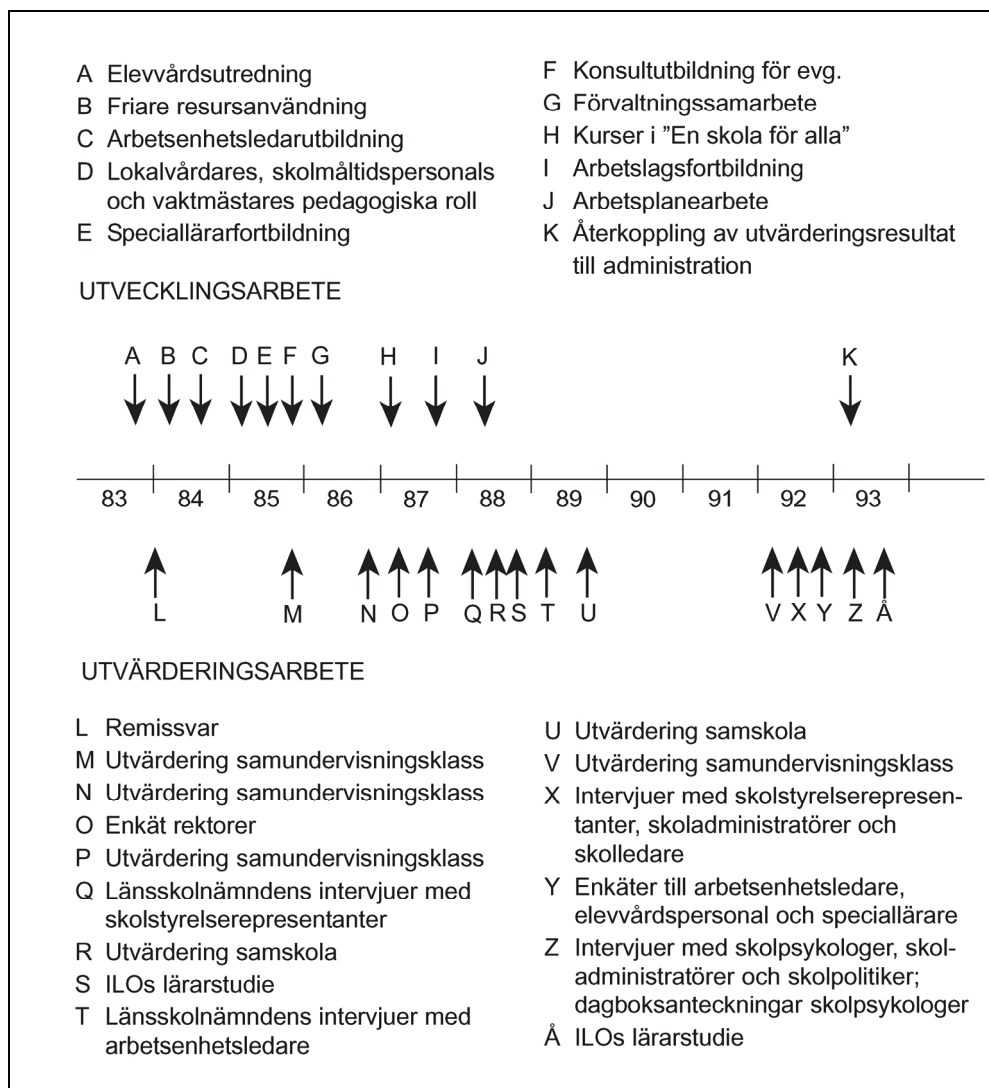 A Elevvårdsutredning
B Friare resursanvändning
C Arbetsenhetsledarutbildning
D Lokalvårdares, skolmåltidspersonals
och vaktmästares pedagogiska roll
E Speciallärarfortbildning
F Konsultutbildning för evg.
G Förvaltningssamarbete
H Kurser i ”En skola för alla”
I Arbetslagsfortbildning
J Arbetsplanearbete
K Återkoppling av utvärderingsresultat
till administration
UTVECKLINGSARBETE
A B C D E F G H I J K
83 84 85 86 87 88 89 90 91 92 93
L M N O P Q R S T U V X Y Z Å
UTVÄRDERINGSARBETE
L Remissvar
M Utvärdering samundervisningsklass
N Utvärdering samundervisningsklass
O Enkät rektorer
P Utvärdering samundervisningsklass
Q Länsskolnämndens intervjuer med
skolstyrelserepresentanter
R Utvärdering samskola
S ILOs lärarstudie
T Länsskolnämndens intervjuer med
arbetsenhetsledare
U Utvärdering samskola
V Utvärdering samundervisningsklass
X Intervjuer med skolstyrelserepresen-
tanter, skoladministratörer och
skolledare
Y Enkäter till arbetsenhetsledare,
elevvårdspersonal och speciallärare
Z Intervjuer med skolpsykologer, skol-
administratörer och skolpolitiker;
dagboksanteckningar skolpsykologer
Å ILOs lärarstudie